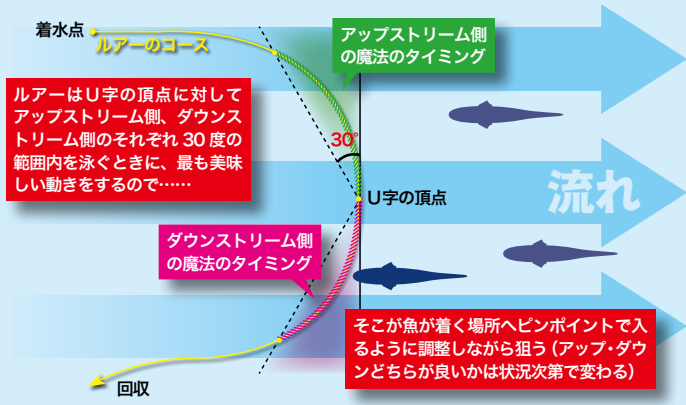 着水点
ルアーのコース
アップストリーム側
の魔法のタイミング
ルアーはU字の頂点に対して
アップストリーム側、ダウンス
トリーム側のそれぞれ30度の
範囲内を泳ぐときに、最も美味
しい動きをするので……
30°
U字の頂点
流れ
ダウンストリーム側
の魔法のタイミング
そこが魚が着く場所へピンポイントで入
るように調整しながら狙う（アップ・ダウ
ンどちらが良いかは状況次第で変わる）
回収